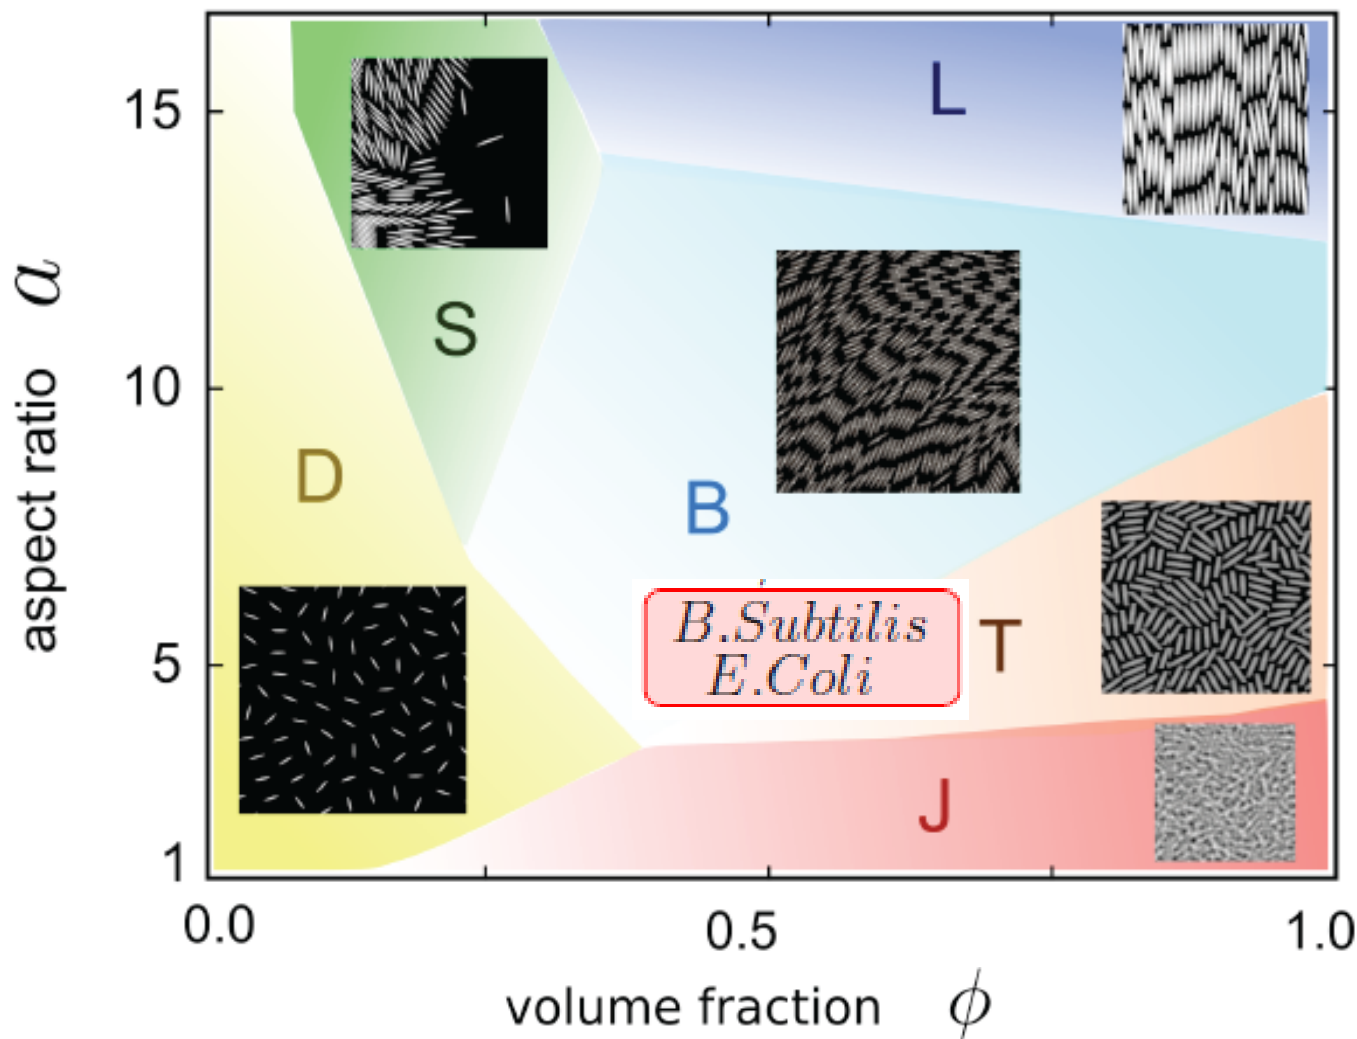 L
15
S
10
D
B
B.Subtilis
E.Coli
T
5
J
1
0.0
0.5
1.0
aspect ratio a
volume fraction ϕ